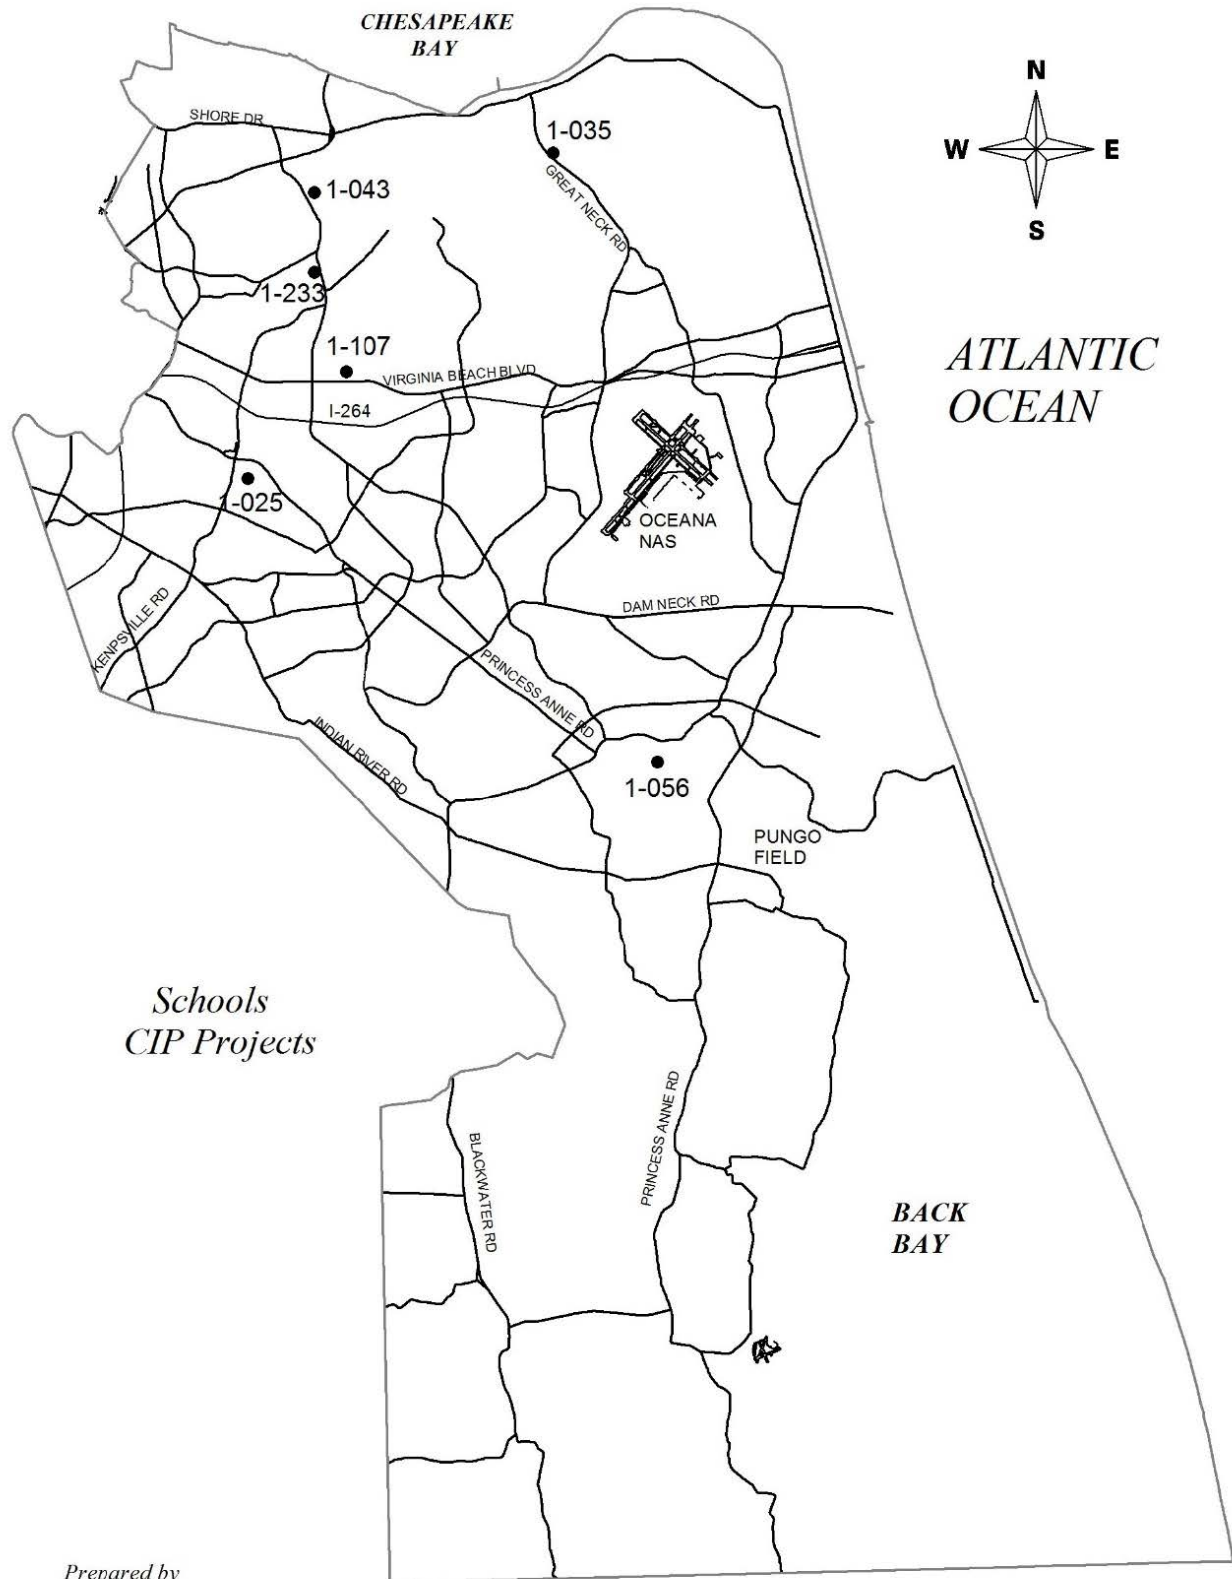 CHESAPEAKE
BAY
N
SHORE DR
1-035
W
E
GREAT NECK RD
1-043
S
1-233
1-107
VIRGINIA BEACH BLVD
ATLANTIC
OCEAN
I-264
1-025
OCEANA
NAS
KENPSVILLE RD
DAM NECK RD
PRINCESS ANNE RD
INDIAN RIVER RD
1-056
PUNGO
FIELD
Schools
CIP Projects
PRINCESS ANNE RD
BLACKWATER RD
BACK
BAY
Prepared by